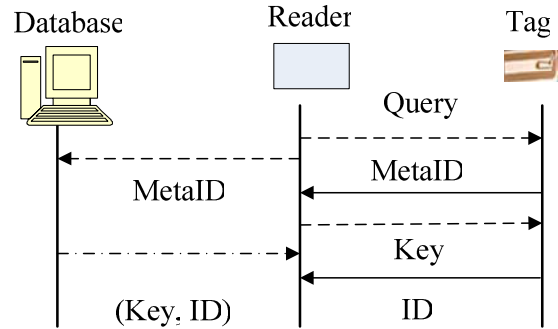 Database
Reader
Tag
Query
MetaID
MetaID
Key
(Key, ID)
ID